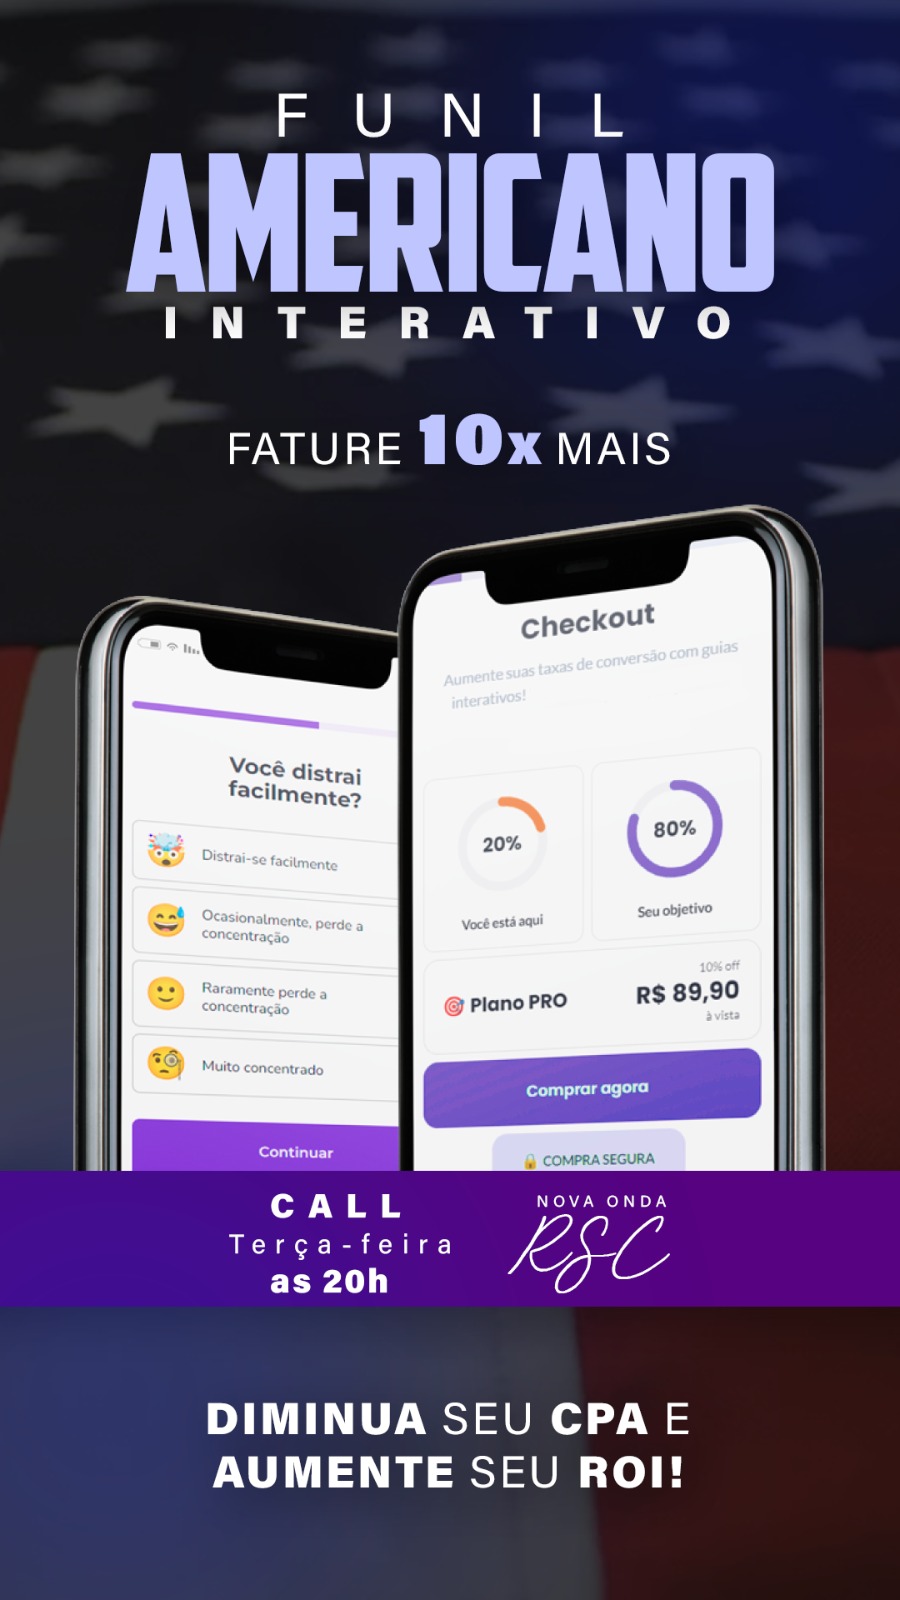 FUNIL
AMERICANO
INTERATIVO
FATURE 10x MAIS
Você distrai
facilmente?
Distrai-se facilmente
Ocasionalmente, perde a
concentração
Raramente perde a
concentração
Muito concentrado
Continuar
Checkout
Aumente suas taxas de conversão com guias
interativos!
20%
Você está aqui
80%
Seu objetivo
Plano PRO
10% off
R$ 89,90
à vista
Comprar agora
COMPRA SEGURA
CALL
Terça-feira
as 20h
NOVA ONDA
RSC
DIMINUA SEU CPA E
AUMENTE SEU ROI!